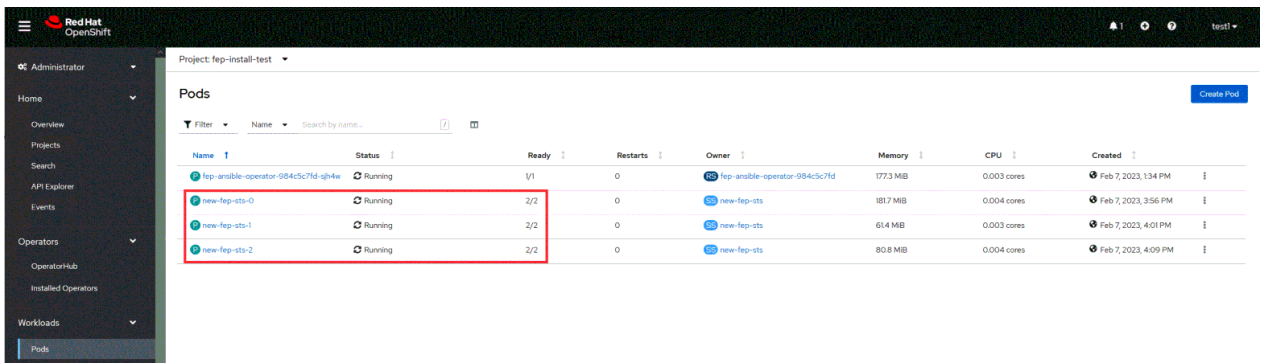 Red Hat
OpenShift
1
test1
Administrator
Project: fep-install-test
Home
Pods
Create Pod
Overview
Filter Name Search by name... /
Projects
Name Status Ready Restarts Owner Memory CPU Created
Search
P fep-ansible-operator-984c5c7fd-sjh4w Running 1/1 0 RS fep-ansible-operator-984c5c7fd 177.3 MiB 0.003 cores Feb 7, 2023, 1:34 PM
API Explorer
P new-fep-sts-0 Running 2/2 0 SS new-fep-sts 181.7 MiB 0.004 cores Feb 7, 2023, 3:56 PM
Events
P new-fep-sts-1 Running 2/2 0 SS new-fep-sts 61.4 MiB 0.003 cores Feb 7, 2023, 4:01 PM
Operators
P new-fep-sts-2 Running 2/2 0 SS new-fep-sts 80.8 MiB 0.004 cores Feb 7, 2023, 4:09 PM
OperatorHub
Installed Operators
Workloads
Pods